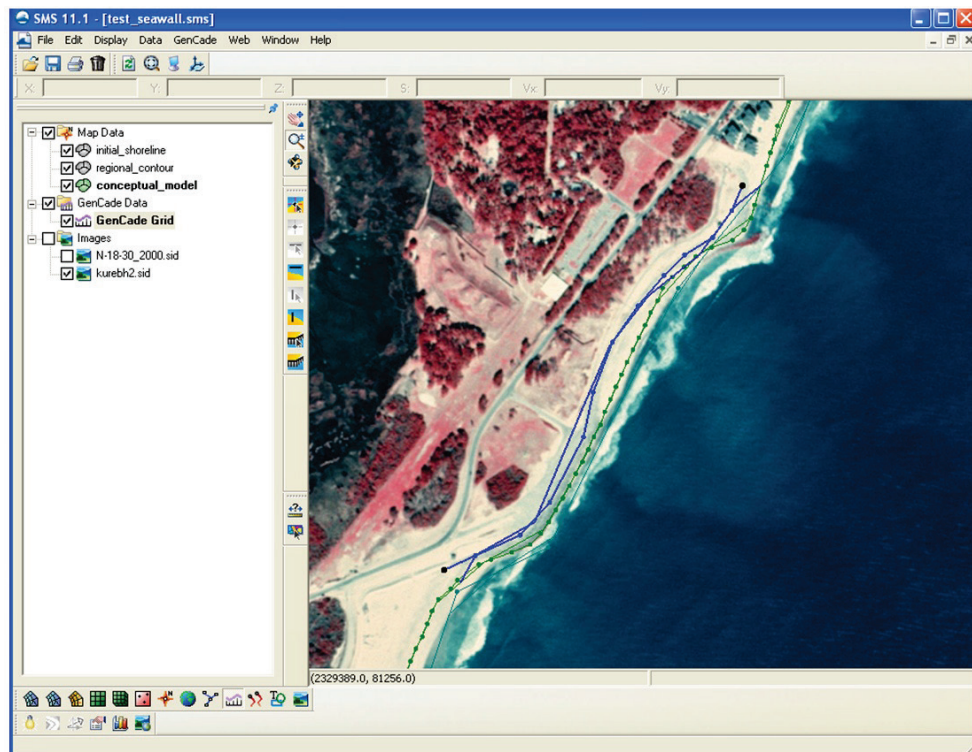 SMS 11.1 - [test_seawall.sms]
File Edit Display Data GenCade Web Window Help
X: Y: Z: S: Vx: Vy:
Map Data
initial_shoreline
regional_contour
conceptual_model
GenCade Data
GenCade Grid
Images
N-18-30_2000.sid
kurebh2.sid
(2329389.0, 81256.0)